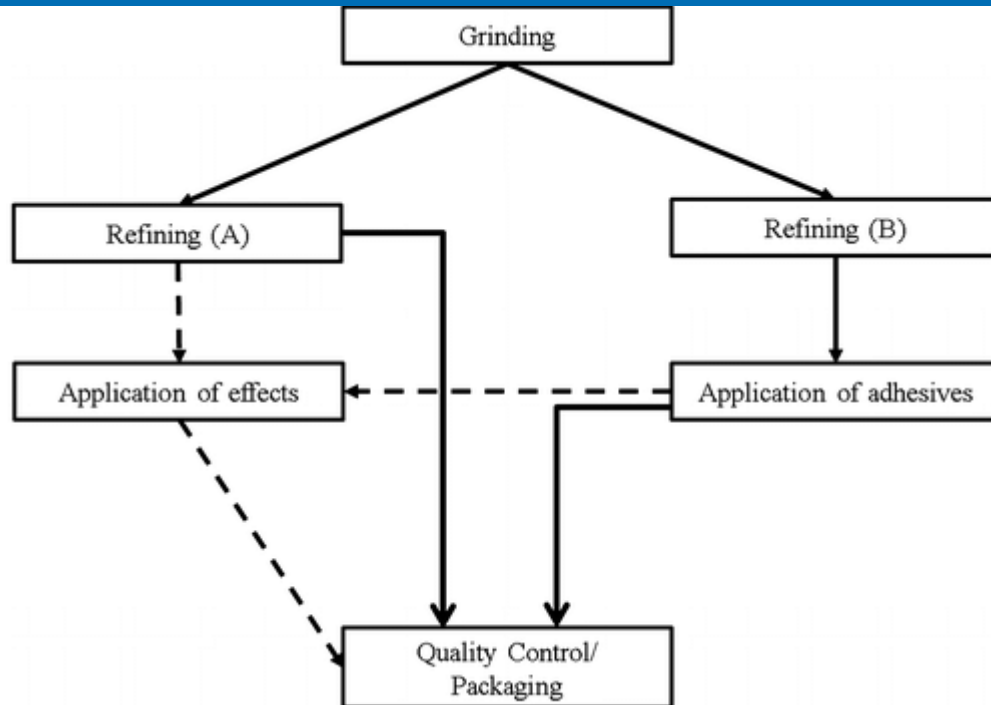 Grinding
Refining (A)
Refining (B)
Application of effects
Application of adhesives
Quality Control/
Packaging